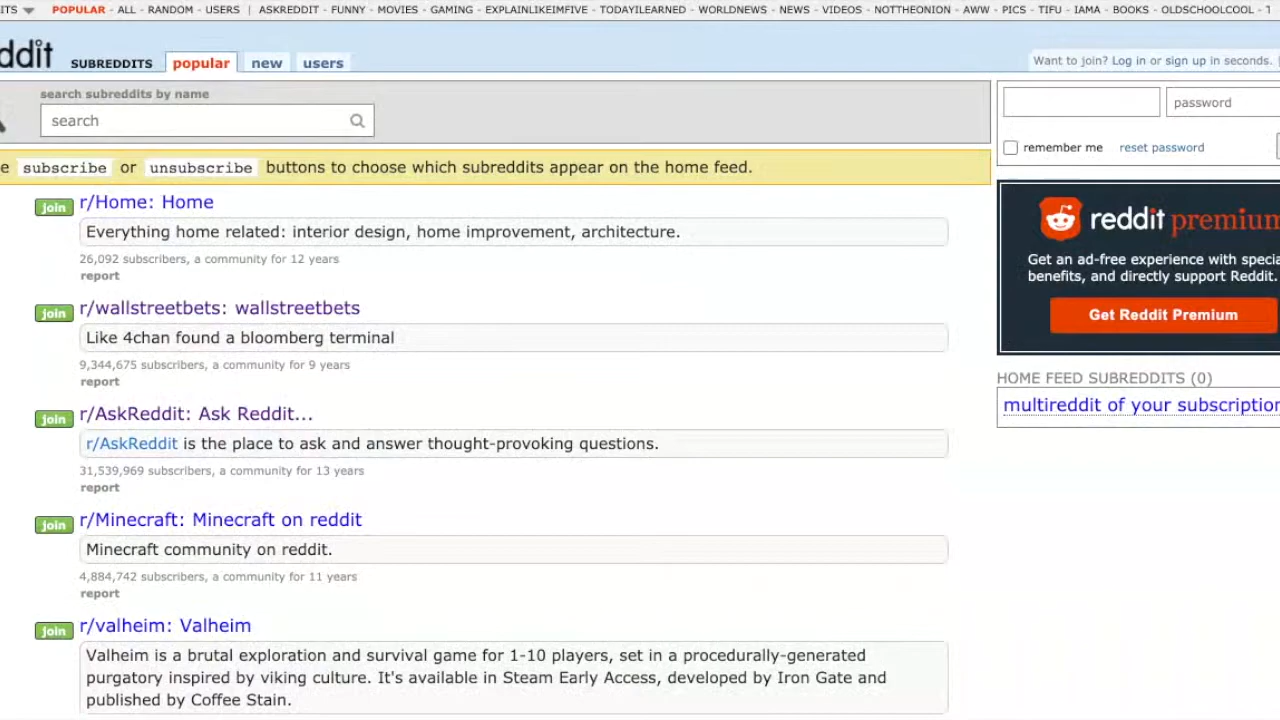 ITS POPULAR - ALL - RANDOM - USERS | ASKREDDIT - FUNNY - MOVIES - GAMING - EXPLAINLIKEIMFIVE - TODAYILEARNED - WORLDNEWS - NEWS - VIDEOS - NOTTHEONION - AWW - PICS - TIFU - IAMA - BOOKS - OLDSCHOOLCOOL - T
ddit SUBREDDITS popular new users
Want to join? Log in or sign up in seconds. |
search subreddits by name
search
password
remember me reset password
e subscribe or unsubscribe buttons to choose which subreddits appear on the home feed.
join r/Home: Home
Everything home related: interior design, home improvement, architecture.
26,092 subscribers, a community for 12 years
report
join r/wallstreetbets: wallstreetbets
Like 4chan found a bloomberg terminal
9,344,675 subscribers, a community for 9 years
report
join r/AskReddit: Ask Reddit...
r/AskReddit is the place to ask and answer thought-provoking questions.
31,539,969 subscribers, a community for 13 years
report
join r/Minecraft: Minecraft on reddit
Minecraft community on reddit.
4,884,742 subscribers, a community for 11 years
report
join r/valheim: Valheim
Valheim is a brutal exploration and survival game for 1-10 players, set in a procedurally-generated
purgatory inspired by viking culture. It's available in Steam Early Access, developed by Iron Gate and
published by Coffee Stain.
reddit premium
Get an ad-free experience with specia
benefits, and directly support Reddit.
Get Reddit Premium
HOME FEED SUBREDDITS (0)
multireddit of your subscription